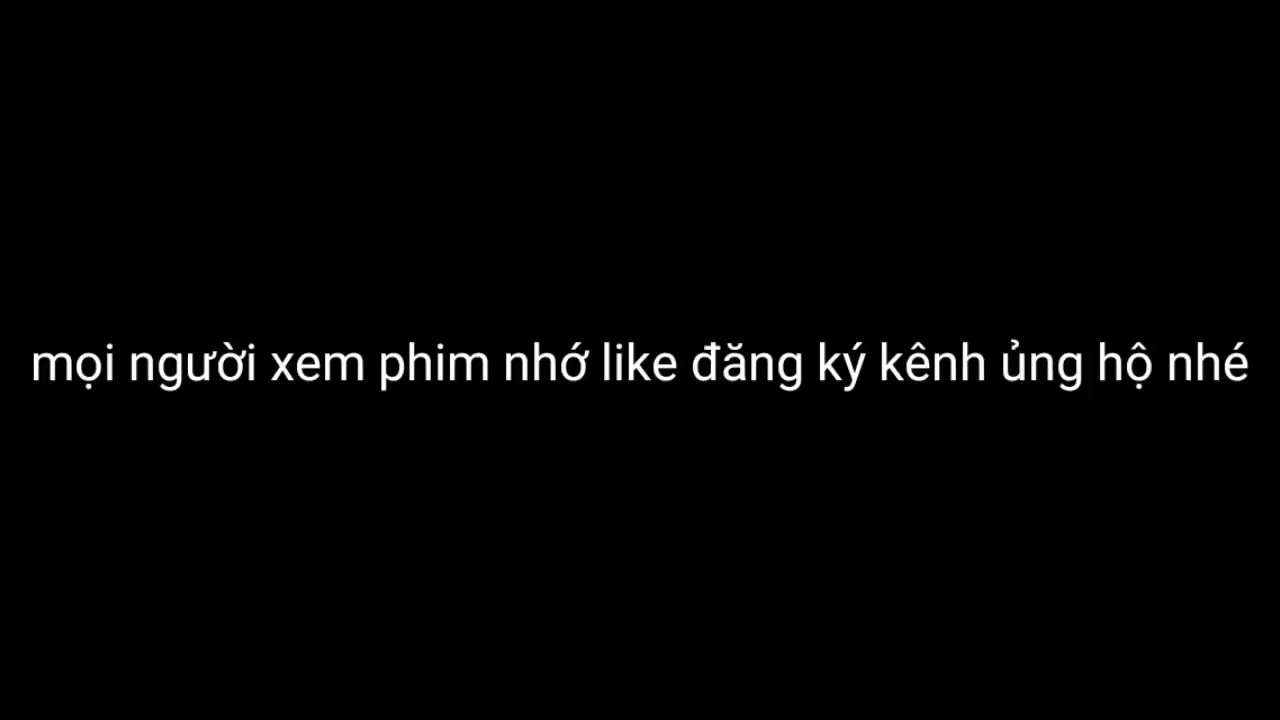 mọi người xem phim nhớ like đăng ký kênh ủng hộ nhé